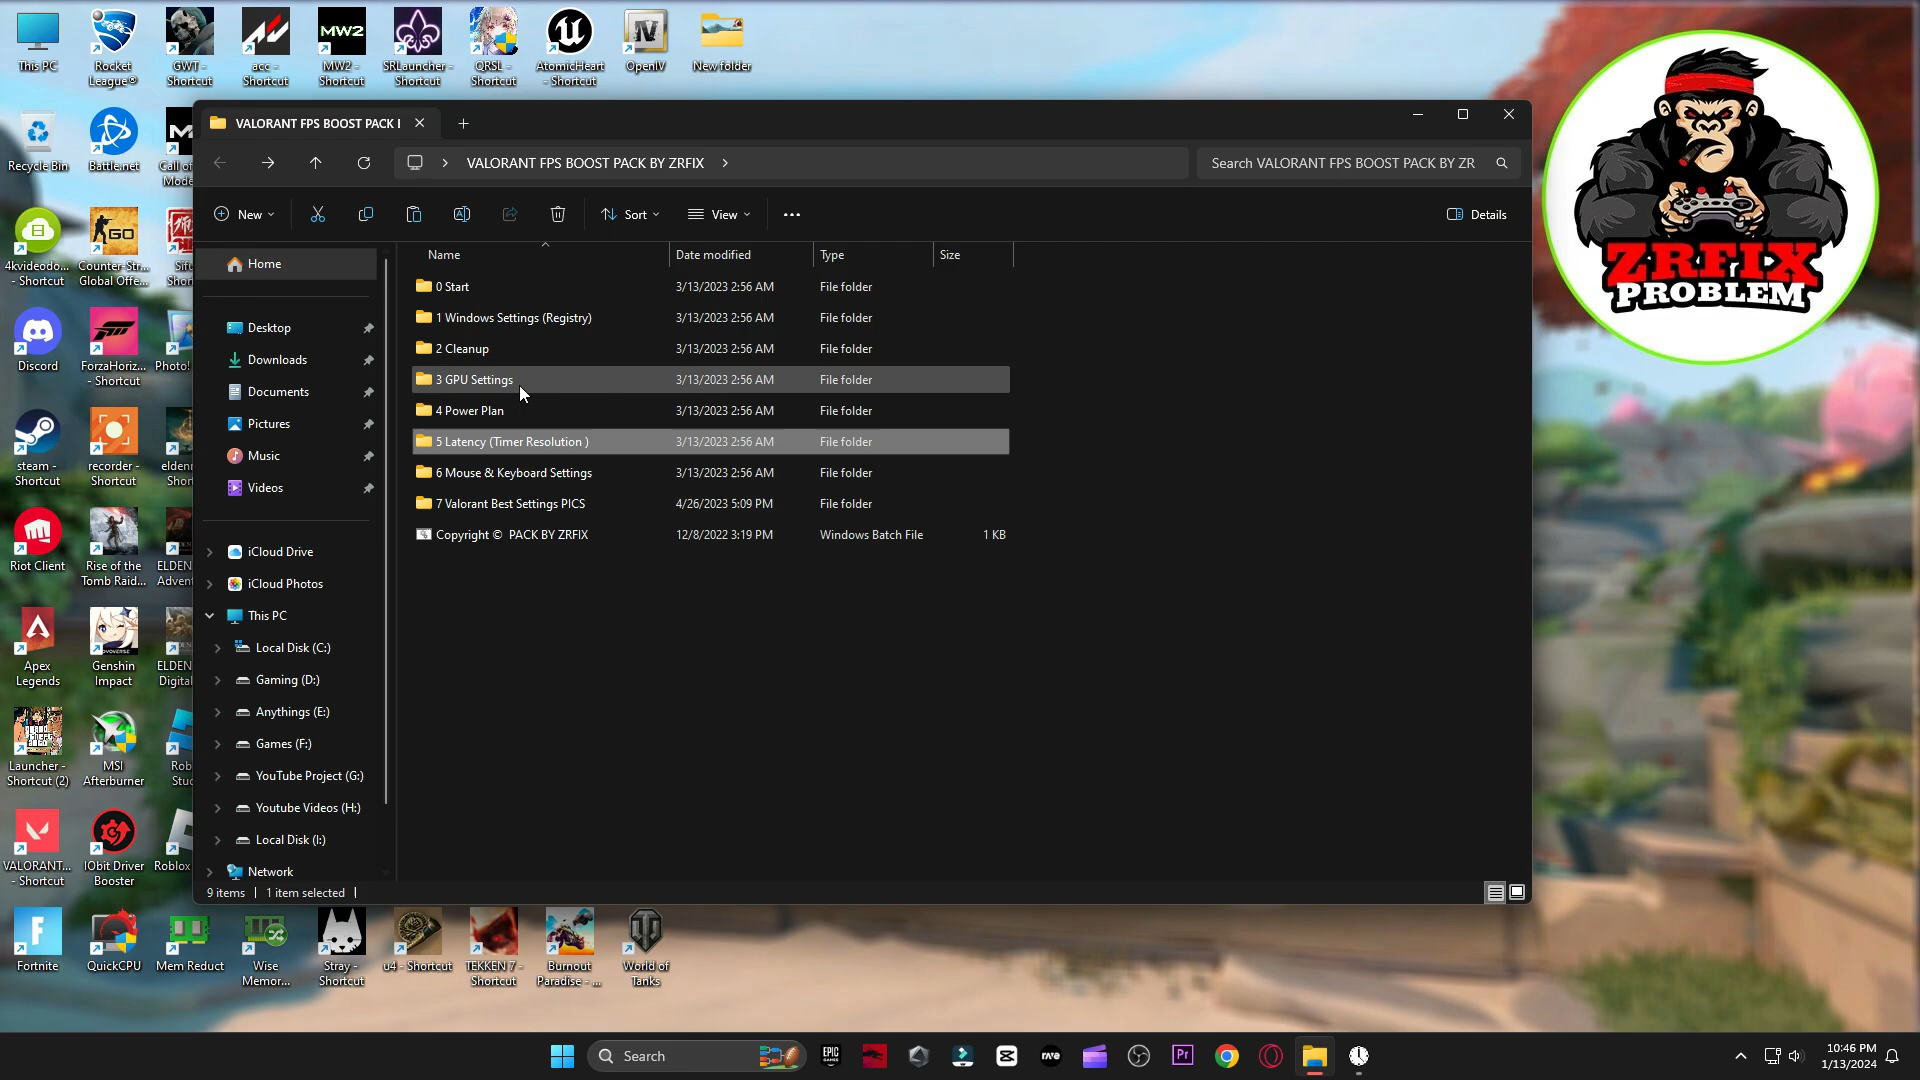 This PC
Rocket
League®
GWT -
Shortcut
acc -
Shortcut
MW2
MW2 -
Shortcut
SRLauncher -
Shortcut
QRSL -
Shortcut
AtomicHeart
- Shortcut
OpenIV
New folder
Recycle Bin
Battle.net
Call of
4kvideodo...
- Shortcut
GO
Counter-Str...
Global Offe...
Discord
ForzaHoriz...
- Shortcut
Photo!
steam -
Shortcut
recorder -
Shortcut
Riot Client
Rise of the
Tomb Raid...
Apex
Legends
Genshin
Impact
Launcher -
Shortcut (2)
MSI
Afterburner
VALORANT...
- Shortcut
IObit Driver
Booster
Roblox
Fortnite
QuickCPU
Mem Reduct
Wise
Memor...
Stray -
Shortcut
u4 - Shortcut
TEKKEN 7 -
Shortcut
Burnout
Paradise - ...
World of
Tanks
VALORANT FPS BOOST PACK
VALORANT FPS BOOST PACK BY ZRFIX
Search VALORANT FPS BOOST PACK BY ZR
New
Sort
View
Details
Home
Desktop
Downloads
Documents
Pictures
Music
Videos
iCloud Drive
iCloud Photos
This PC
Local Disk (C:)
Gaming (D:)
Anythings (E:)
Games (F:)
YouTube Project (G:)
Youtube Videos (H:)
Local Disk (I:)
Network
Name Date modified Type Size
0 Start 3/13/2023 2:56 AM File folder
1 Windows Settings (Registry) 3/13/2023 2:56 AM File folder
2 Cleanup 3/13/2023 2:56 AM File folder
3 GPU Settings 3/13/2023 2:56 AM File folder
4 Power Plan 3/13/2023 2:56 AM File folder
5 Latency (Timer Resolution ) 3/13/2023 2:56 AM File folder
6 Mouse & Keyboard Settings 3/13/2023 2:56 AM File folder
7 Valorant Best Settings PICS 4/26/2023 5:09 PM File folder
Copyright © PACK BY ZRFIX 12/8/2022 3:19 PM Windows Batch File 1 KB
9 items
1 item selected
ZRFIX
PROBLEM
Search
EPIC
GAMES
Pr
10:46 PM
1/13/2024